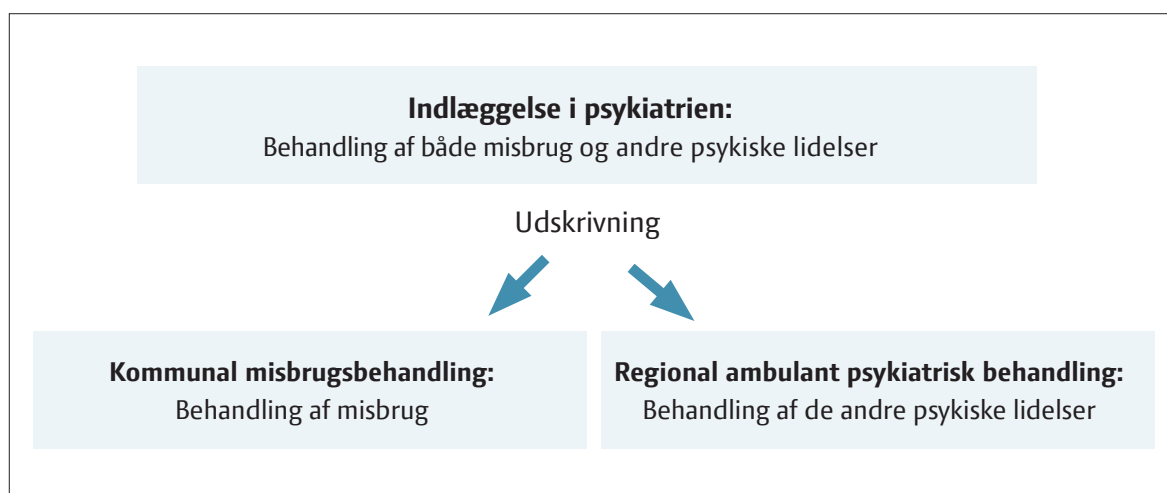 Indlæggelse i psykiatrien:
Behandling af både misbrug og andre psykiske lidelser
Udskrivning
Kommunal misbrugsbehandling:
Behandling af misbrug
Regional ambulant psykiatrisk behandling:
Behandling af de andre psykiske lidelser